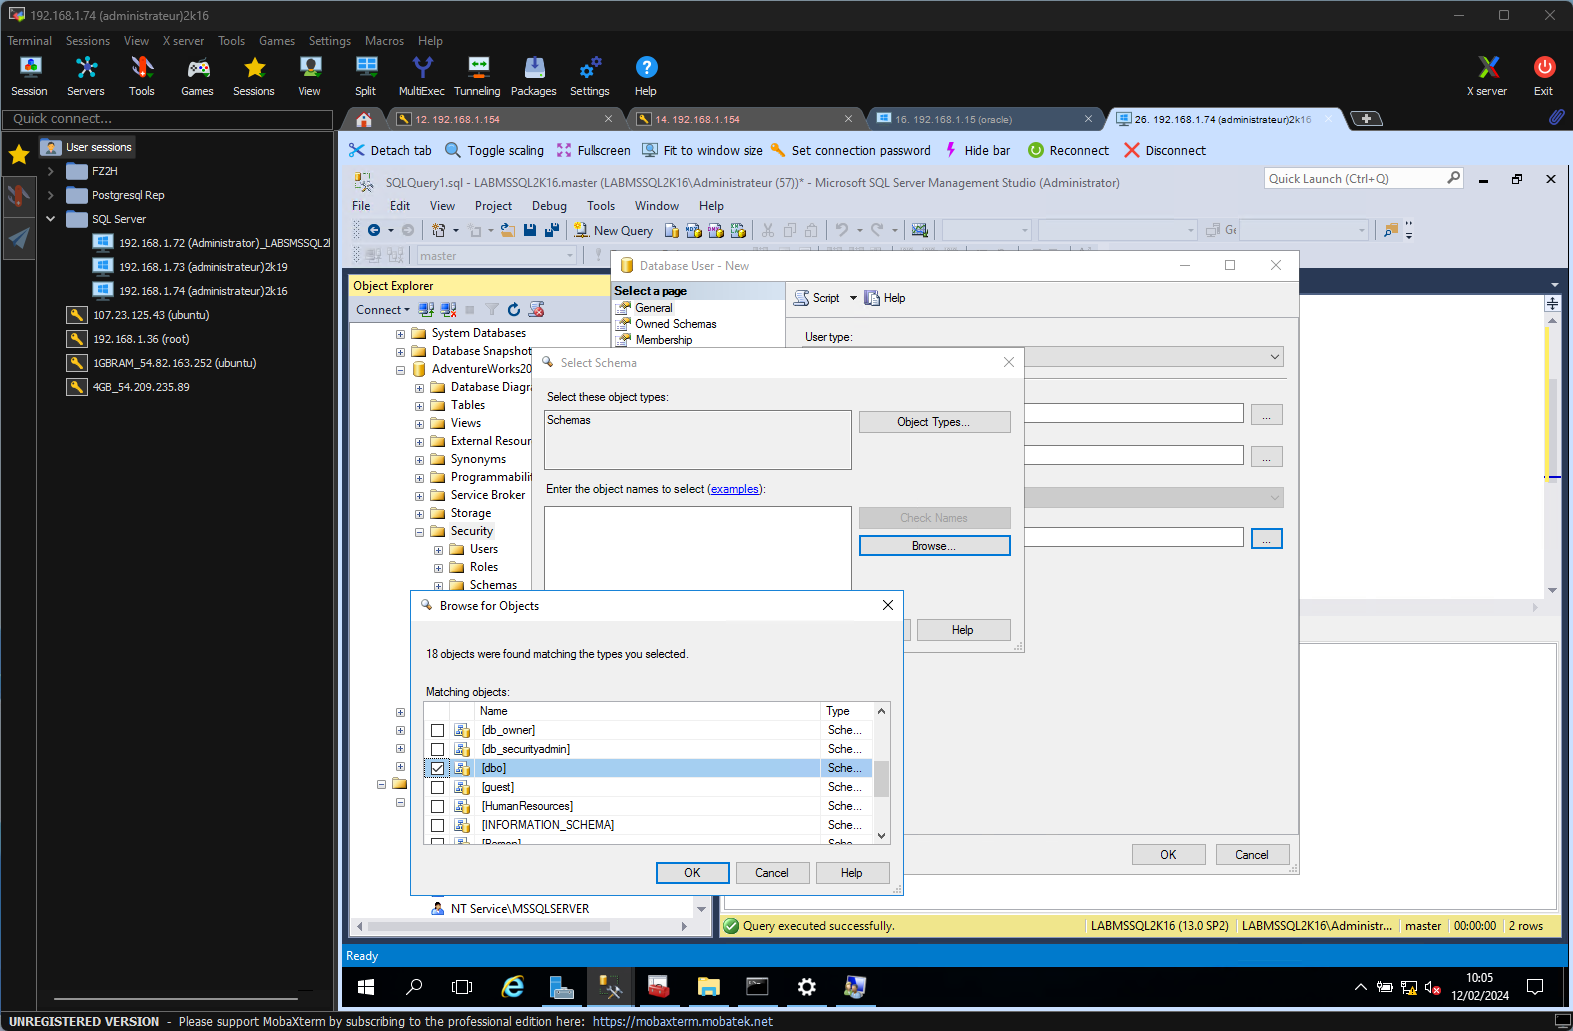 192.168.1.74 (administrateur)2k16
Terminal Sessions View X server Tools Games Settings Macros Help
Session Servers Tools Games Sessions View Split MultiExec Tunneling Packages Settings Help X server Exit
Quick connect...
12. 192.168.1.154
14. 192.168.1.154
16. 192.168.1.15 (oracle)
26. 192.168.1.74 (administrateur)2k16
User sessions
FZ2H
Postgresql Rep
SQL Server
192.168.1.72 (Administrator)_LABSMSSQL2
192.168.1.73 (administrateur)2k19
192.168.1.74 (administrateur)2k16
107.23.125.43 (ubuntu)
192.168.1.36 (root)
1GBRAM_54.82.163.252 (ubuntu)
4GB_54.209.235.89
Detach tab Toggle scaling Fullscreen Fit to window size Set connection password Hide bar Reconnect Disconnect
SQLQuery1.sql - LABMSSQL2K16.master (LABMSSQL2K16\Administrateur (57))* - Microsoft SQL Server Management Studio (Administrator)
Quick Launch (Ctrl+Q)
File Edit View Project Debug Tools Window Help
New Query
MDX DMX XMLA
Ge
master
Object Explorer
Connect
System Databases
Database Snapshot
AdventureWorks20
Database Diagr
Tables
Views
External Resour
Synonyms
Programmabilit
Service Broker
Storage
Security
Users
Roles
Schemas
NT Service\MSSQLSERVER
Database User - New
Select a page
General
Owned Schemas
Membership
Script Help
User type:
...
...
...
OK Cancel
Select Schema
Select these object types:
Schemas
Object Types...
Enter the object names to select (examples):
Check Names
Browse...
Help
Browse for Objects
18 objects were found matching the types you selected.
Matching objects:
Name Type
[db_owner] Sche...
[db_securityadmin] Sche...
[dbo] Sche...
[guest] Sche...
[HumanResources] Sche...
[INFORMATION_SCHEMA] Sche...
OK Cancel Help
Query executed successfully.
LABMSSQL2K16 (13.0 SP2) LABMSSQL2K16\Administr... master 00:00:00 2 rows
Ready
10:05
12/02/2024
UNREGISTERED VERSION - Please support MobaXterm by subscribing to the professional edition here: https://mobaxterm.mobatek.net